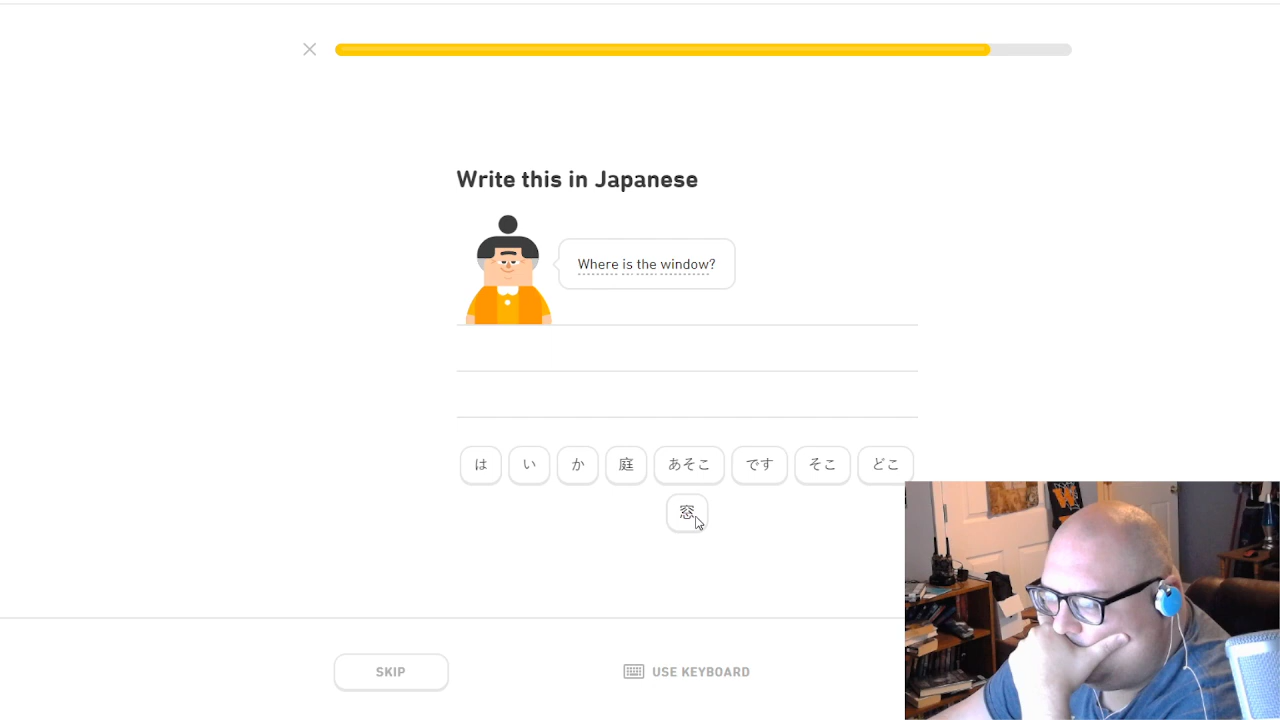 Write this in Japanese
Where is the window?
は い か 庭 あそこ です そこ どこ
窓
SKIP
USE KEYBOARD
W